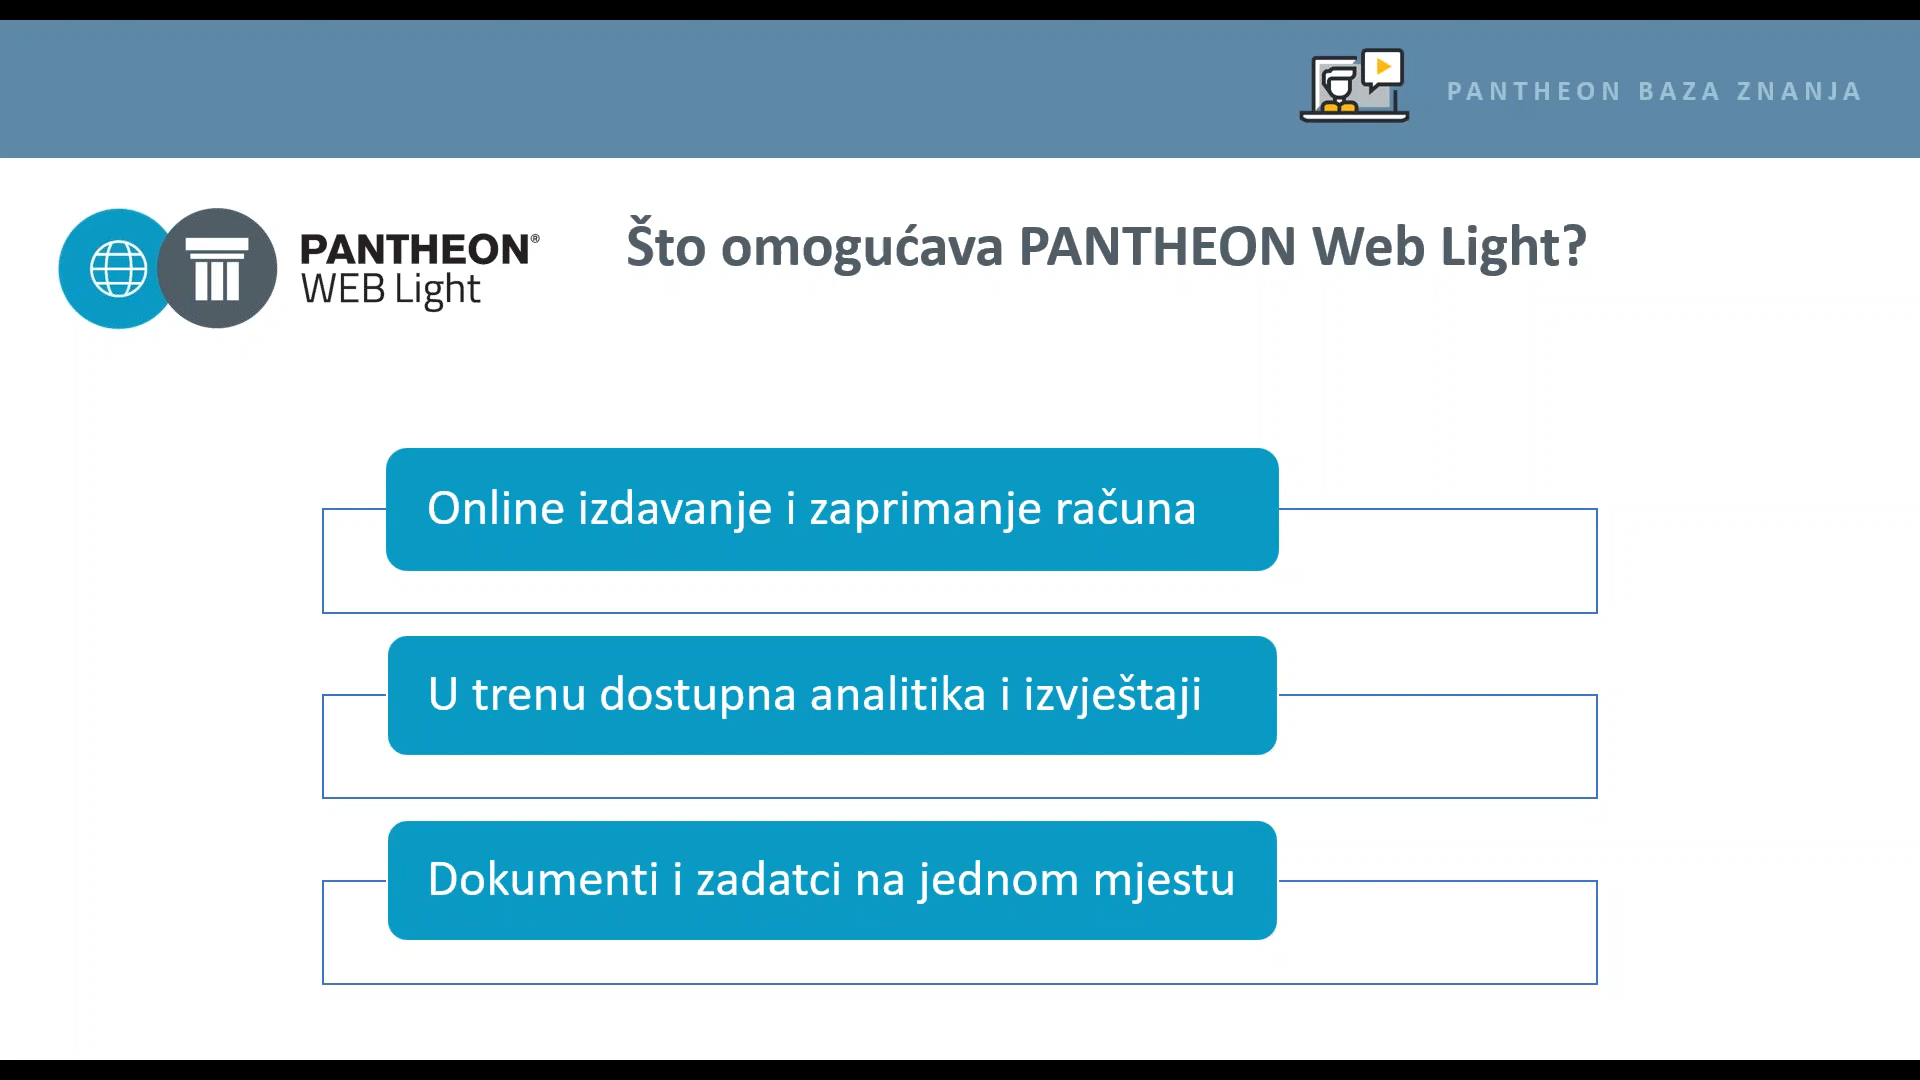 PANTHEON BAZA ZNANJA
PANTHEON®
WEB Light
Što omogućava PANTHEON Web Light?
Online izdavanje i zaprimanje računa
U trenu dostupna analitika i izvještaji
Dokumenti i zadatci na jednom mjestu